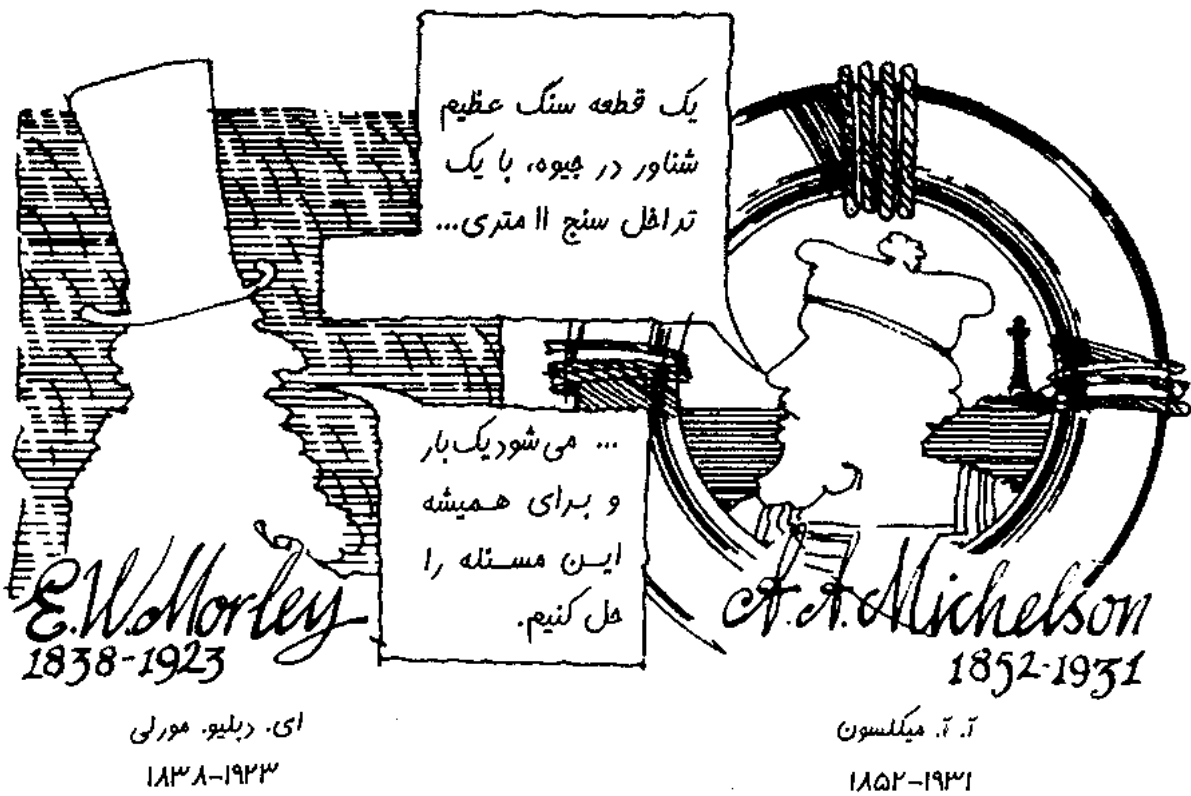 یک قطعه سنگ عظیم
شناور در جیوه، با یک
تداخل سنج ۱۱ متری...
... می شود یک بار
و برای همیشه
این مسئله را
حل کنیم.
E.W. Morley
1838-1923
A.A. Michelson
1852-1931
ای. دبلیو. مورلی
۱۸۳۸-۱۹۲۳
آ. آ. میکلسون
۱۸۵۲-۱۹۳۱